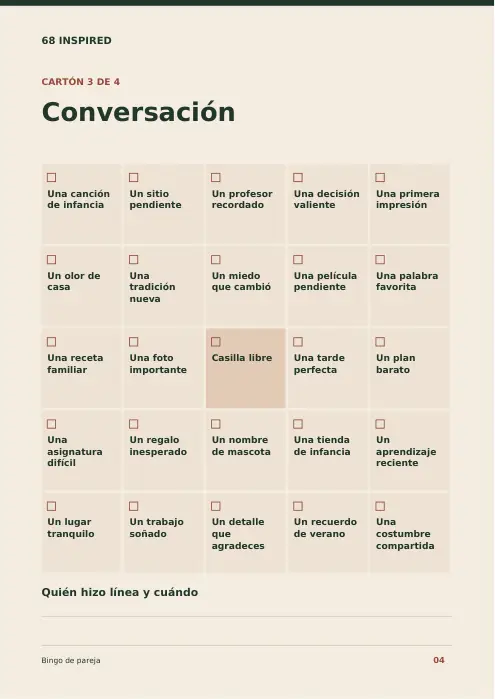 68 INSPIRED
CARTÓN 3 DE 4
Conversación
Una canción
de infancia
Un sitio
pendiente
Un profesor
recordado
Una decisión
valiente
Una primera
impresión
Un olor de
casa
Una
tradición
nueva
Un miedo
que cambió
Una película
pendiente
Una palabra
favorita
Una receta
familiar
Una foto
importante
Casilla libre
Una tarde
perfecta
Un plan
barato
Una
asignatura
difícil
Un regalo
inesperado
Un nombre
de mascota
Una tienda
de infancia
Un
aprendizaje
reciente
Un lugar
tranquilo
Un trabajo
soñado
Un detalle
que
agradeces
Un recuerdo
de verano
Una
costumbre
compartida
Quién hizo línea y cuándo
Bingo de pareja
04